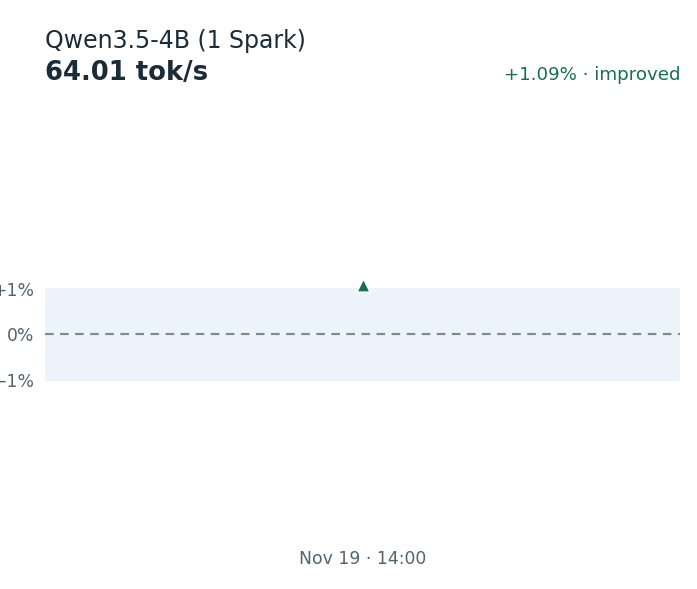 Qwen3.5-4B (1 Spark)
64.01 tok/s
+1.09% · improved
+1%
0%
−1%
Nov 19 · 14:00